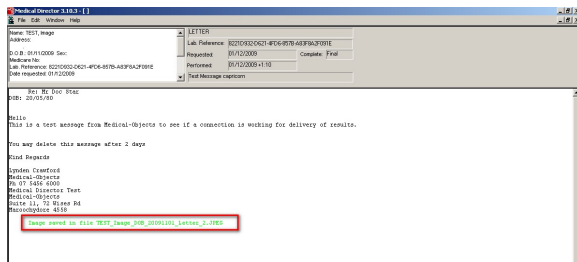 Medical Director 3.10.3 - [ ]
File Edit Window Help
Name: TEST, Image
Address:
D.O.B.: 01/11/2009 Sex:
Medicare No:
Lab. Reference: 8221D932-D621-4FD6-857B-A83F8A2F091E
Date requested: 01/12/2009
LETTER
Lab. Reference: 8221D932-D621-4FD6-857B-A83F8A2F091E
Requested: 01/12/2009 Complete: Final
Performed: 01/12/2009 +1:10
Test Message capricorn
Re: Mr Doc Star
DOB: 20/05/80
Hello
This is a test message from Medical-Objects to see if a connection is working for delivery of results.
You may delete this message after 2 days
Kind Regards
Lynden Crawford
Medical-Objects
Ph 07 5456 6000
Medical Director Test
Medical-Objects
Suite 11, 72 Wises Rd
Maroochydore 4558
Image saved in file TEST_Image_DOB_20091101_Letter_2.JPEG